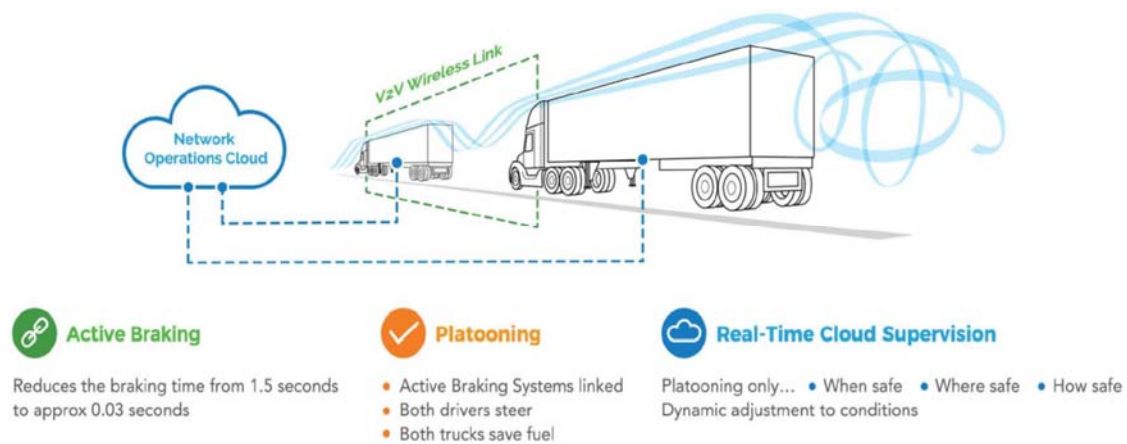 V2V Wireless Link
Network
Operations Cloud
Active Braking
Reduces the braking time from 1.5 seconds
to approx 0.03 seconds
Platooning
• Active Braking Systems linked
• Both drivers steer
• Both trucks save fuel
Real-Time Cloud Supervision
Platooning only... • When safe • Where safe • How safe
Dynamic adjustment to conditions